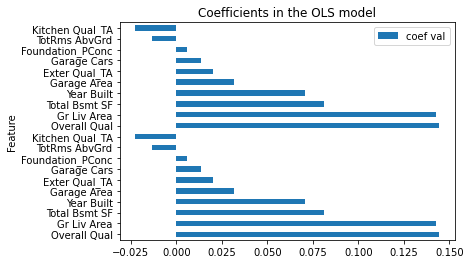 Coefficients in the OLS model
coef val
Feature
Kitchen Qual_TA
TotRms AbvGrd
Foundation_PConc
Garage Cars
Exter Qual_TA
Garage Area
Year Built
Total Bsmt SF
Gr Liv Area
Overall Qual
Kitchen Qual_TA
TotRms AbvGrd
Foundation_PConc
Garage Cars
Exter Qual_TA
Garage Area
Year Built
Total Bsmt SF
Gr Liv Area
Overall Qual
−0.025 0.000 0.025 0.050 0.075 0.100 0.125 0.150